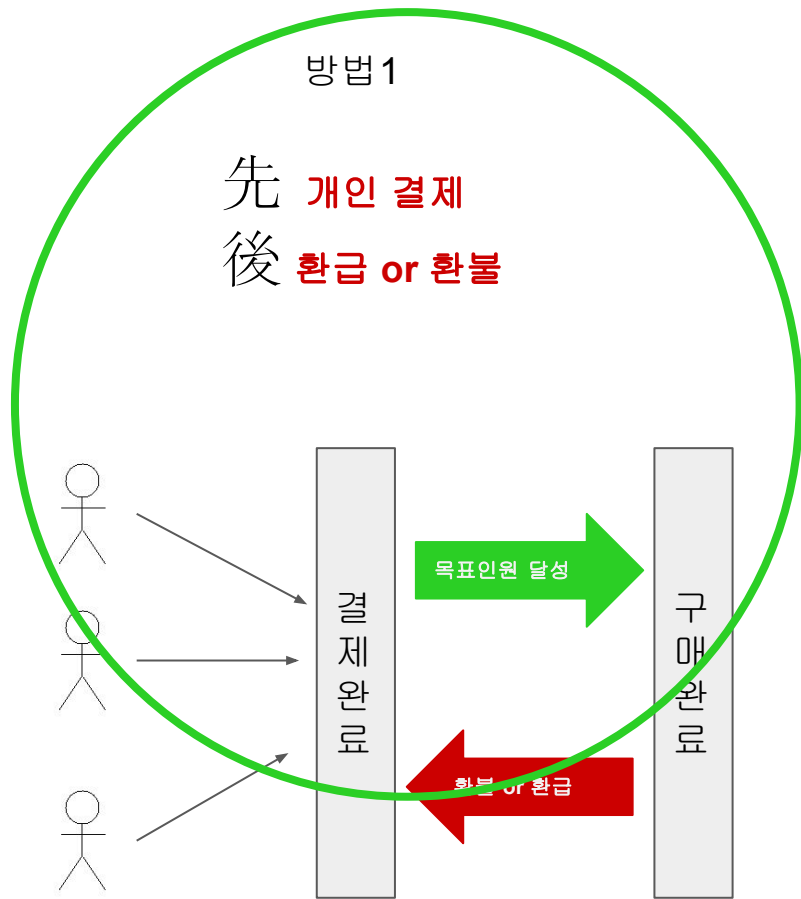 방법1
先 개인 결제
後 환급 or 환불
목표인원 달성
결제완료
구매완료
환불 or 환급